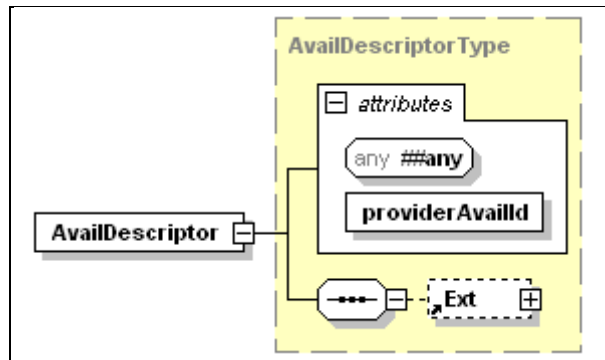 AvailDescriptorType
attributes
any ##any
providerAvailId
AvailDescriptor
Ext